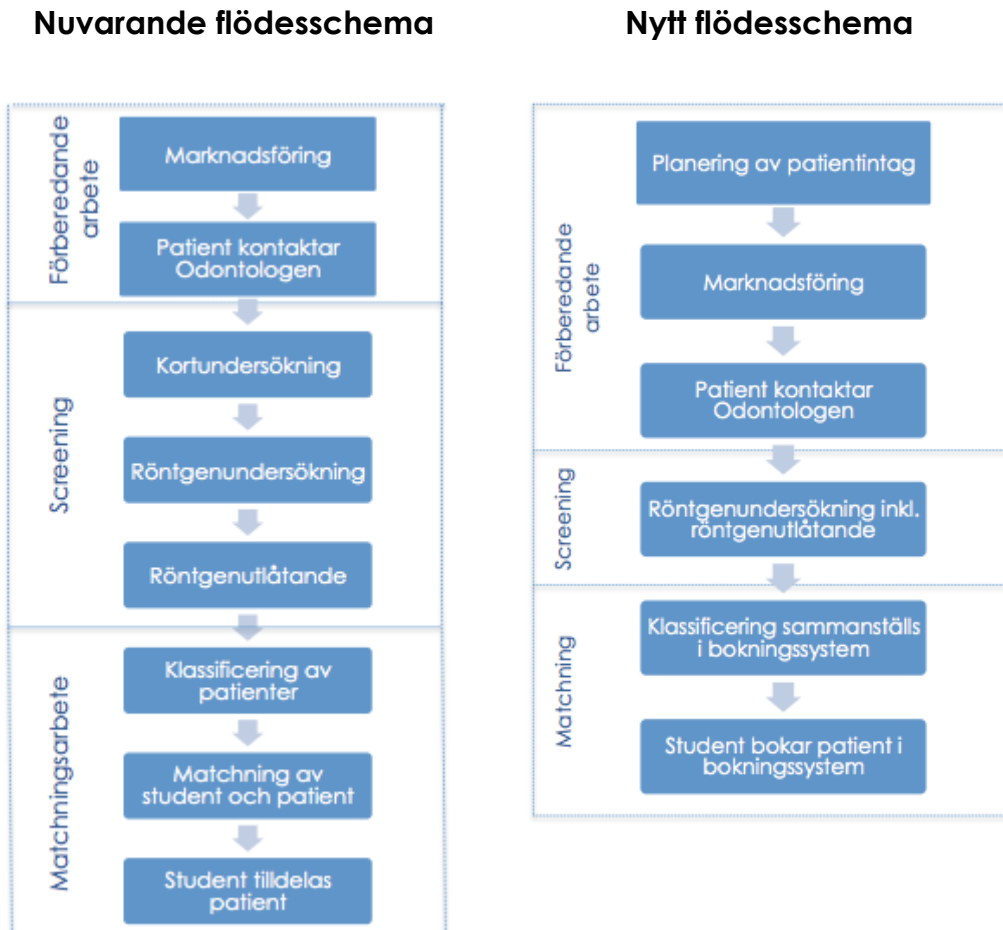 Nuvarande flödesschema
Förberedande
arbete
Marknadsföring
Patient kontaktar
Odontologen
Screening
Kortundersökning
Röntgenundersökning
Röntgenutlåtande
Matchningsarbete
Klassificering av
patienter
Matchning av
student och patient
Student tilldelas
patient
Nytt flödesschema
Förberedande
arbete
Planering av patientintag
Marknadsföring
Patient kontaktar
Odontologen
Screening
Röntgenundersökning inkl.
röntgenutlåtande
Matchning
Klassificering sammanställs
i bokningssystem
Student bokar patient i
bokningssystem